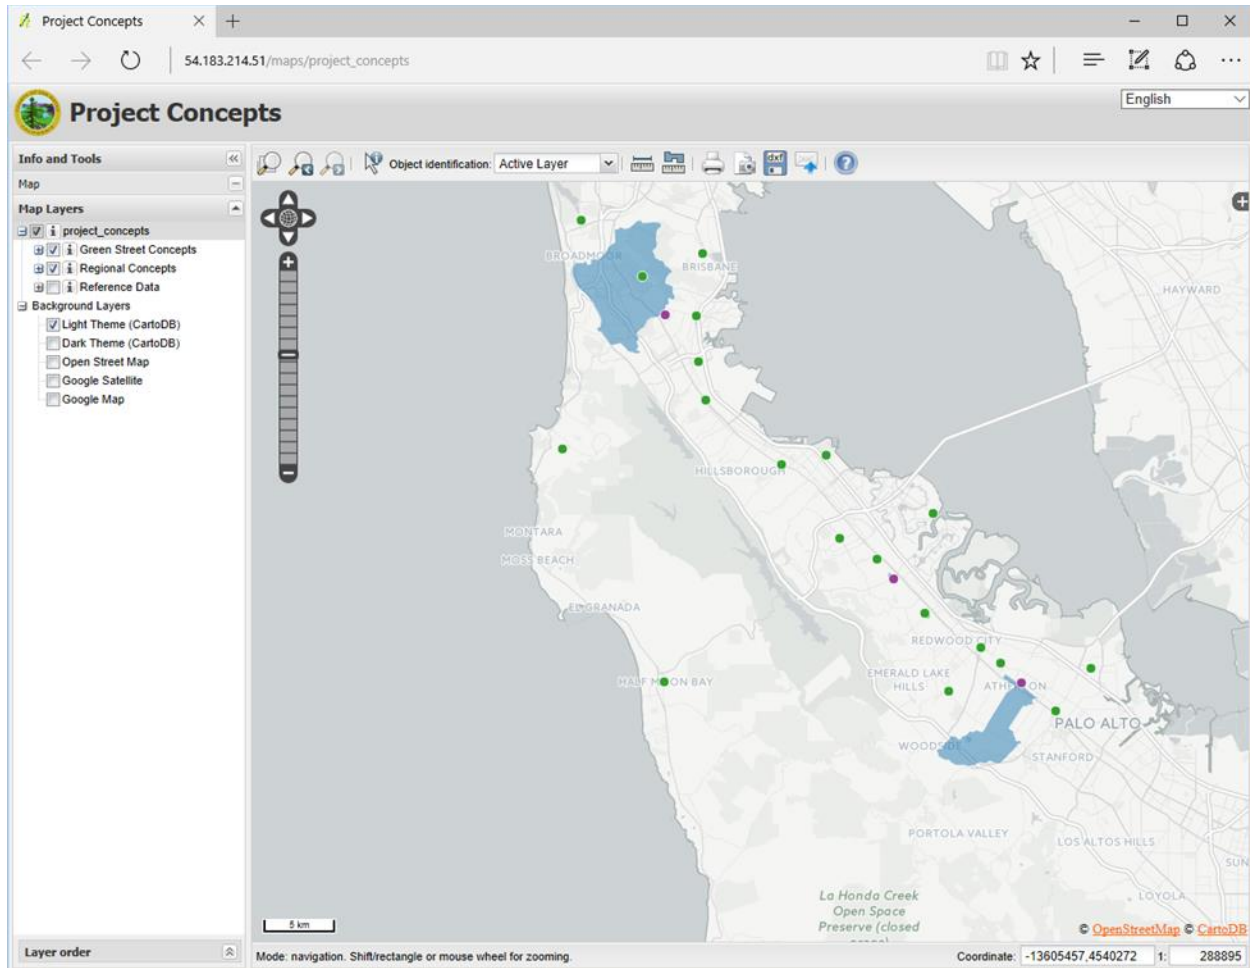 Project Concepts
54.183.214.51/maps/project_concepts
Project Concepts
English
Info and Tools
Map
Map Layers
project_concepts
Green Street Concepts
Regional Concepts
Reference Data
Background Layers
Light Theme (CartoDB)
Dark Theme (CartoDB)
Open Street Map
Google Satellite
Google Map
Layer order
Object identification: Active Layer
dxf
BROADMOOR
BRISBANE
HAYWARD
HILLSBOROUGH
MONTARA
MOSS BEACH
EL GRANADA
REDWOOD CITY
HALF MOON BAY
EMERALD LAKE
HILLS
ATHERTON
PALO ALTO
WOODSIDE
STANFORD
PORTOLA VALLEY
LOS ALTOS HILLS
SUN
LOYOLA
La Honda Creek
Open Space
Preserve (closed
5 km
© OpenStreetMap © CartoDB
Mode: navigation. Shift/rectangle or mouse wheel for zooming.
Coordinate: -13605457,4540272 1: 288895